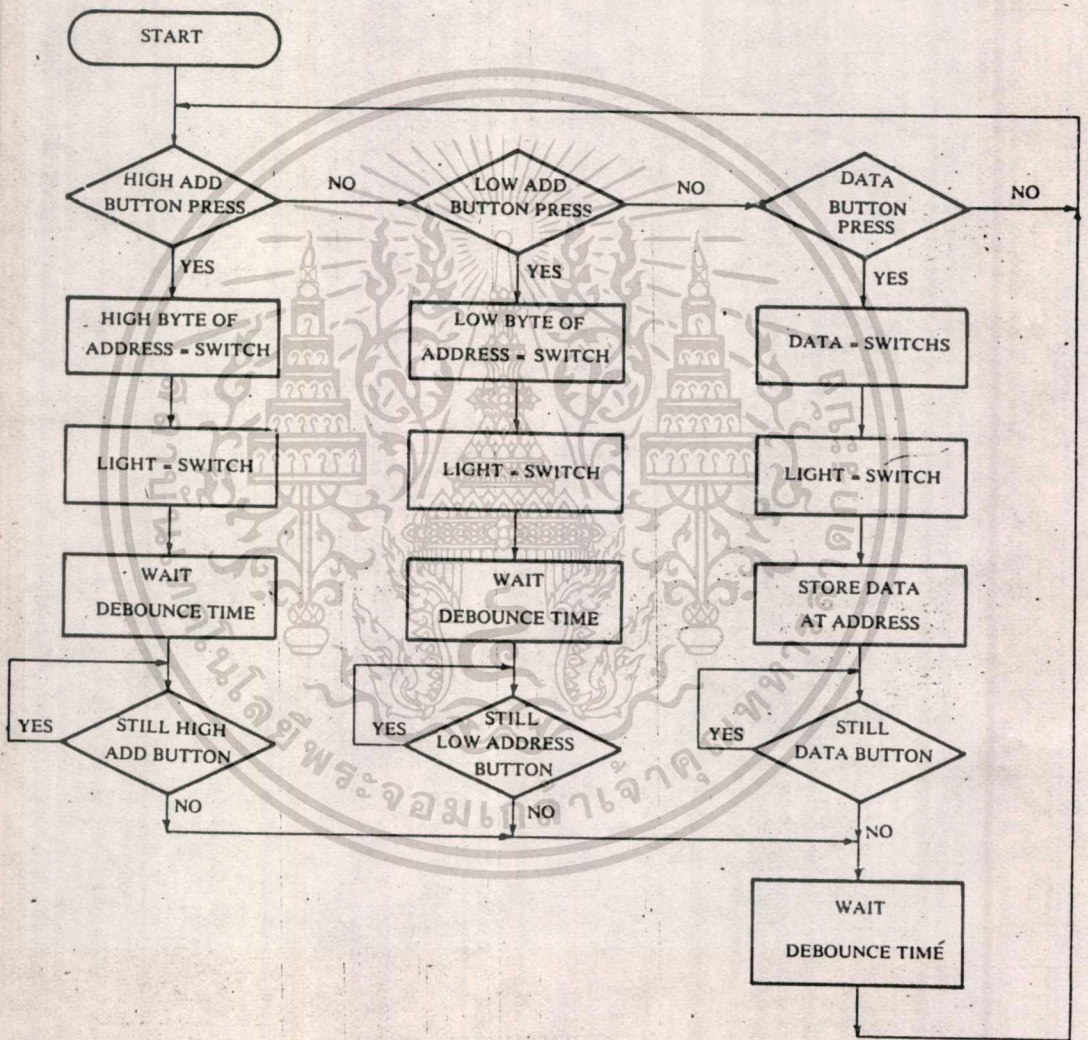 START
HIGH ADD
BUTTON PRESS
NO
LOW ADD
BUTTON PRESS
NO
DATA
BUTTON
PRESS
NO
YES
YES
YES
HIGH BYTE OF
ADDRESS = SWITCH
LOW BYTE OF
ADDRESS = SWITCH
DATA = SWITCHS
LIGHT = SWITCH
LIGHT = SWITCH
LIGHT = SWITCH
WAIT
DEBOUNCE TIME
WAIT
DEBOUNCE TIME
STORE DATA
AT ADDRESS
YES
STILL HIGH
ADD BUTTON
YES
STILL
LOW ADDRESS
BUTTON
YES
STILL
DATA BUTTON
NO
NO
NO
WAIT
DEBOUNCE TIME